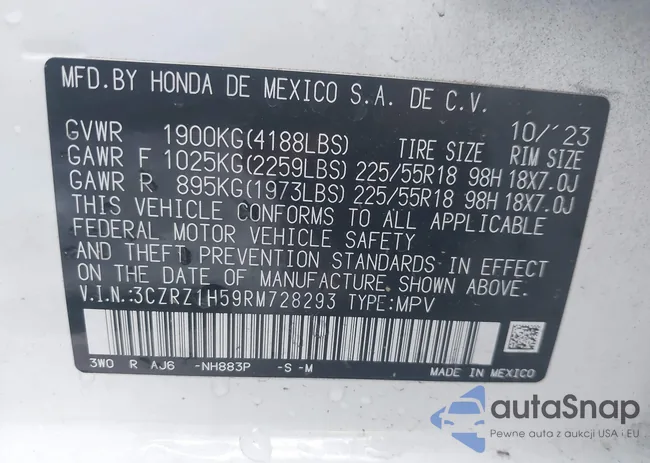 MFD.BY HONDA DE MEXICO S.A. DE C.V.
10/'23
GVWR 1900KG(4188LBS) TIRE SIZE RIM SIZE
GAWR F 1025KG(2259LBS) 225/55R18 98H 18X7.0J
GAWR R 895KG(1973LBS) 225/55R18 98H 18X7.0J
THIS VEHICLE CONFORMS TO ALL APPLICABLE
FEDERAL MOTOR VEHICLE SAFETY
AND THEFT PREVENTION STANDARDS IN EFFECT
ON THE DATE OF MANUFACTURE SHOWN ABOVE.
V.I.N.:3CZRZ1H59RM728293 TYPE:MPV
3WO R AJ6 -NH883P -S -M
MADE IN MEXICO
autaSnap
Pewne auta z aukcji USA i EU